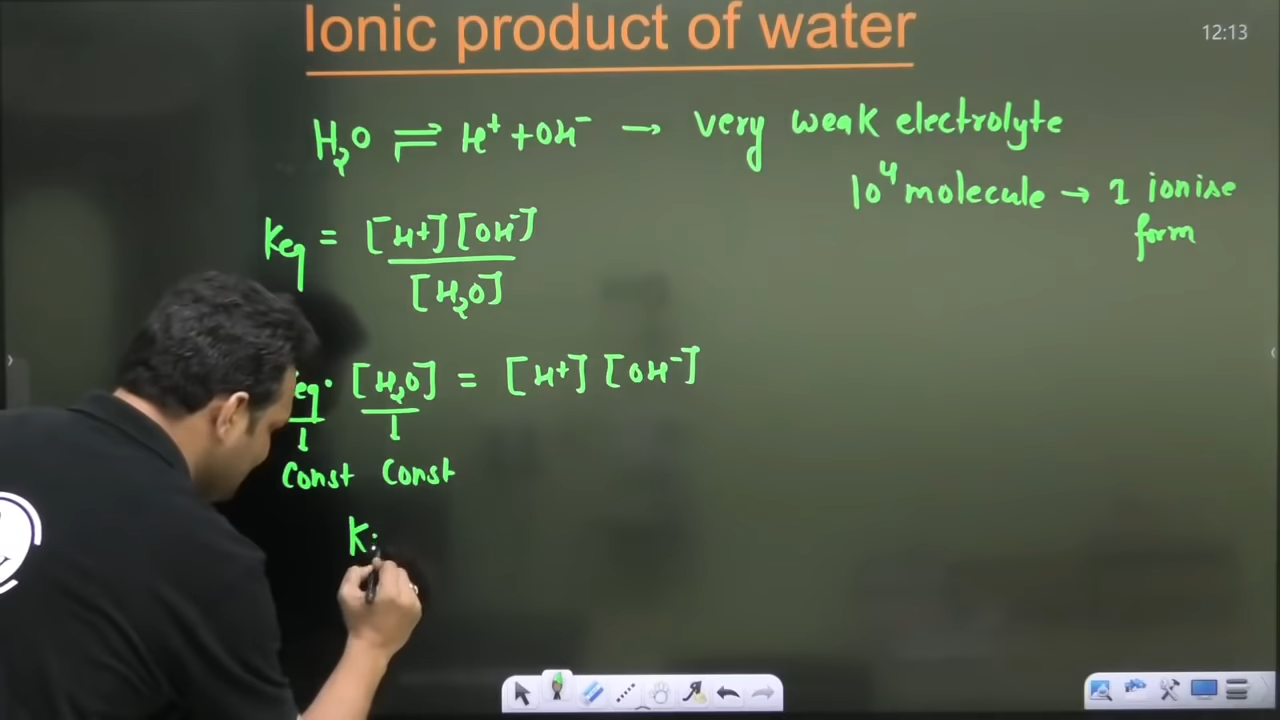 Ionic product of water
12:13
H₂O ⇌ H⁺ + OH⁻ → very weak electrolyte
10⁴ molecule → 1 ionise
form
Keq = [H⁺][OH⁻]
[H₂O]
eq. [H₂O] = [H⁺] [OH⁻]
Const Const
K